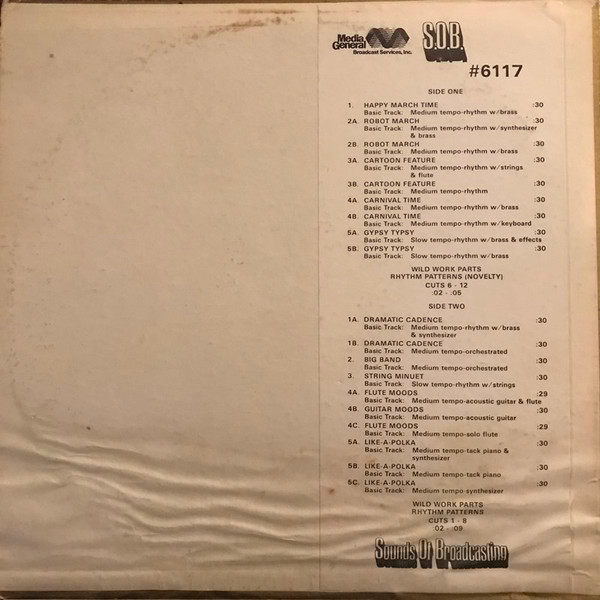 Media
General
Broadcast Services, Inc.
S.O.B.
#6117
SIDE ONE
1. HAPPY MARCH TIME :30
Basic Track: Medium tempo-rhythm w/brass
2A. ROBOT MARCH :30
Basic Track: Medium tempo-rhythm w/synthesizer
& brass
2B. ROBOT MARCH :30
Basic Track: Medium tempo-rhythm w/brass
3A. CARTOON FEATURE :30
Basic Track: Medium tempo-rhythm w/strings
& flute
3B. CARTOON FEATURE :30
Basic Track: Medium tempo-rhythm
4A. CARNIVAL TIME :30
Basic Track: Medium tempo-rhythm w/brass
4B. CARNIVAL TIME :30
Basic Track: Medium tempo-rhythm w/keyboard
5A. GYPSY TYPSY :30
Basic Track: Slow tempo-rhythm w/brass & effects
5B. GYPSY TYPSY :30
Basic Track: Slow tempo-rhythm w/brass
WILD WORK PARTS
RHYTHM PATTERNS (NOVELTY)
CUTS 6 - 12
:02 - :05
SIDE TWO
1A. DRAMATIC CADENCE :30
Basic Track: Medium tempo-rhythm w/brass
& synthesizer
1B. DRAMATIC CADENCE :30
Basic Track: Medium tempo-orchestrated
2. BIG BAND :30
Basic Track: Medium tempo-orchestrated
3. STRING MINUET :30
Basic Track: Slow tempo-rhythm w/strings
4A. FLUTE MOODS :29
Basic Track: Medium tempo-acoustic guitar & flute
4B. GUITAR MOODS :30
Basic Track: Medium tempo-acoustic guitar
4C. FLUTE MOODS :29
Basic Track: Medium tempo-solo flute
5A. LIKE-A-POLKA :30
Basic Track: Medium tempo-tack piano &
synthesizer
5B. LIKE-A-POLKA :30
Basic Track: Medium tempo-tack piano
5C. LIKE-A-POLKA :30
Basic Track: Medium tempo-synthesizer
WILD WORK PARTS
RHYTHM PATTERNS
CUTS 1 - 8
:02 - :09
Sounds Of Broadcasting